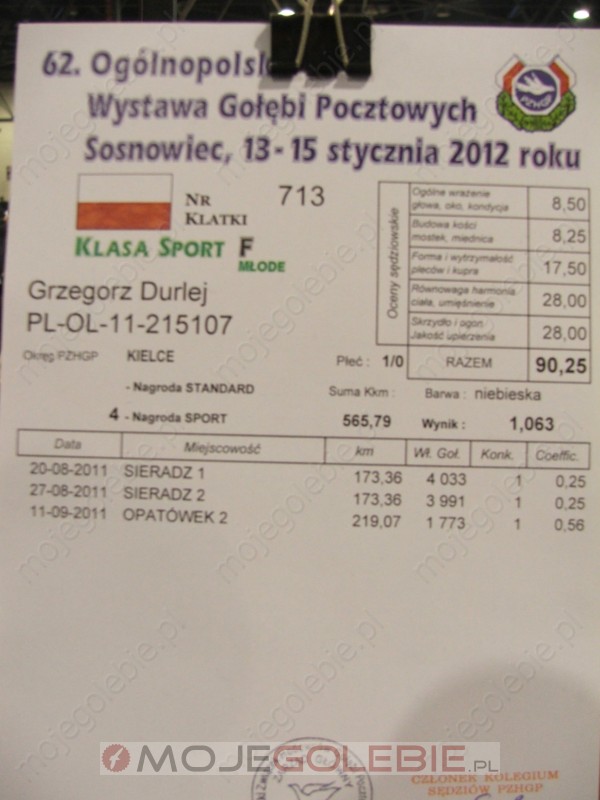 62. Ogólnopolsk
Wystawa Gołębi Pocztowych
Sosnowiec, 13 - 15 stycznia 2012 roku
PZHGP
NR KLATKI 713
KLASA SPORT F
MŁODE
Grzegorz Durlej
PL-OL-11-215107
Okręg PZHGP KIELCE
Oceny sędziowskie
Ogólne wrażenie głowa, oko, kondycja 8,50
Budowa kości mostek, miednica 8,25
Forma i wytrzymałość pleców i kupra 17,50
Równowaga harmonia ciała, umięśnienie 28,00
Skrzydło i ogon Jakość upierzenia 28,00
Płeć : 1/0 RAZEM 90,25
- Nagroda STANDARD Suma Kkm : Barwa : niebieska
4 - Nagroda SPORT 565,79 Wynik : 1,063
Data Miejscowość km Wł. Goł. Konk. Coeffic.
20-08-2011 SIERADZ 1 173,36 4 033 1 0,25
27-08-2011 SIERADZ 2 173,36 3 991 1 0,25
11-09-2011 OPATÓWEK 2 219,07 1 773 1 0,56
MOJEGOLEBIE.PL
CZŁONEK KOLEGIUM
SĘDZIÓW PZHGP
mojegolebie.pl